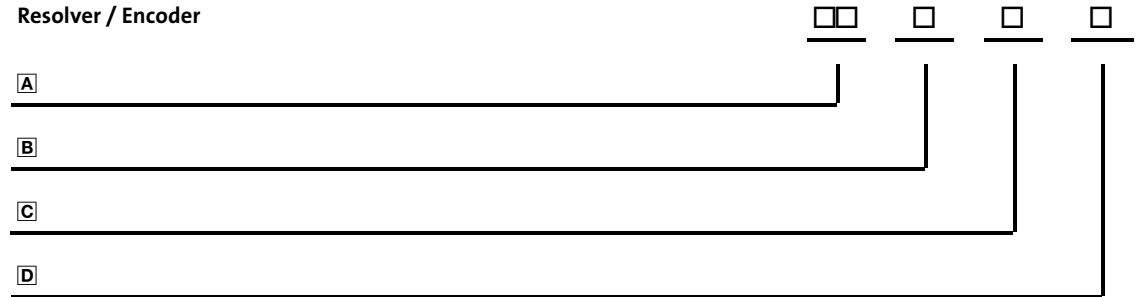 Resolver / Encoder □□ □ □ □
A
B
C
D